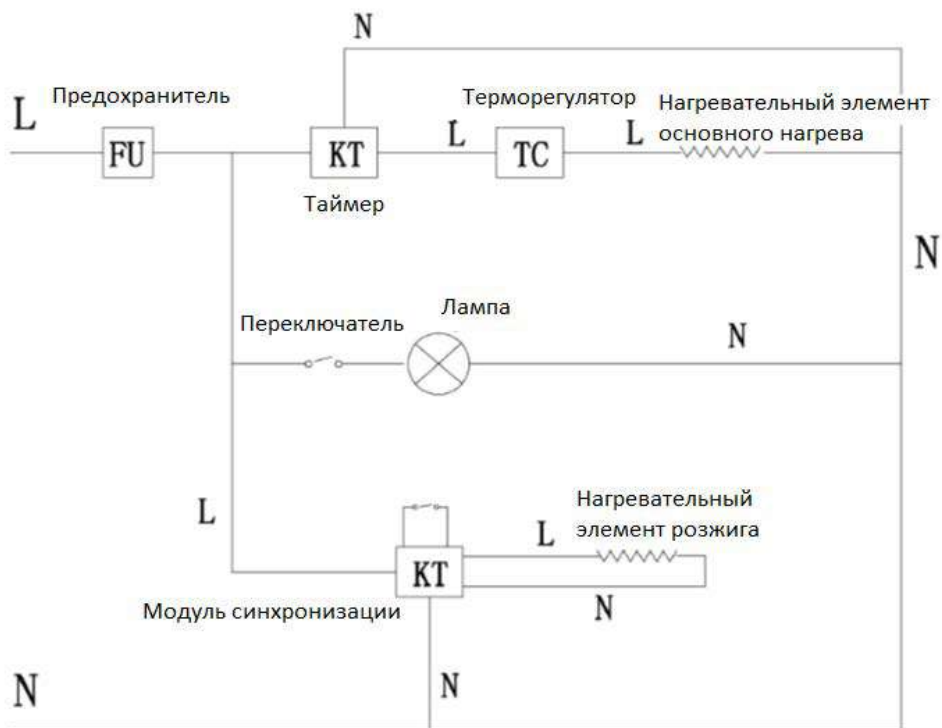 N
Предохранитель
Терморегулятор
Нагревательный элемент
основного нагрева
L
FU
KT
L
TC
L
Таймер
N
Переключатель
Лампа
N
L
Нагревательный
элемент розжига
L
KT
N
Модуль синхронизации
N
N